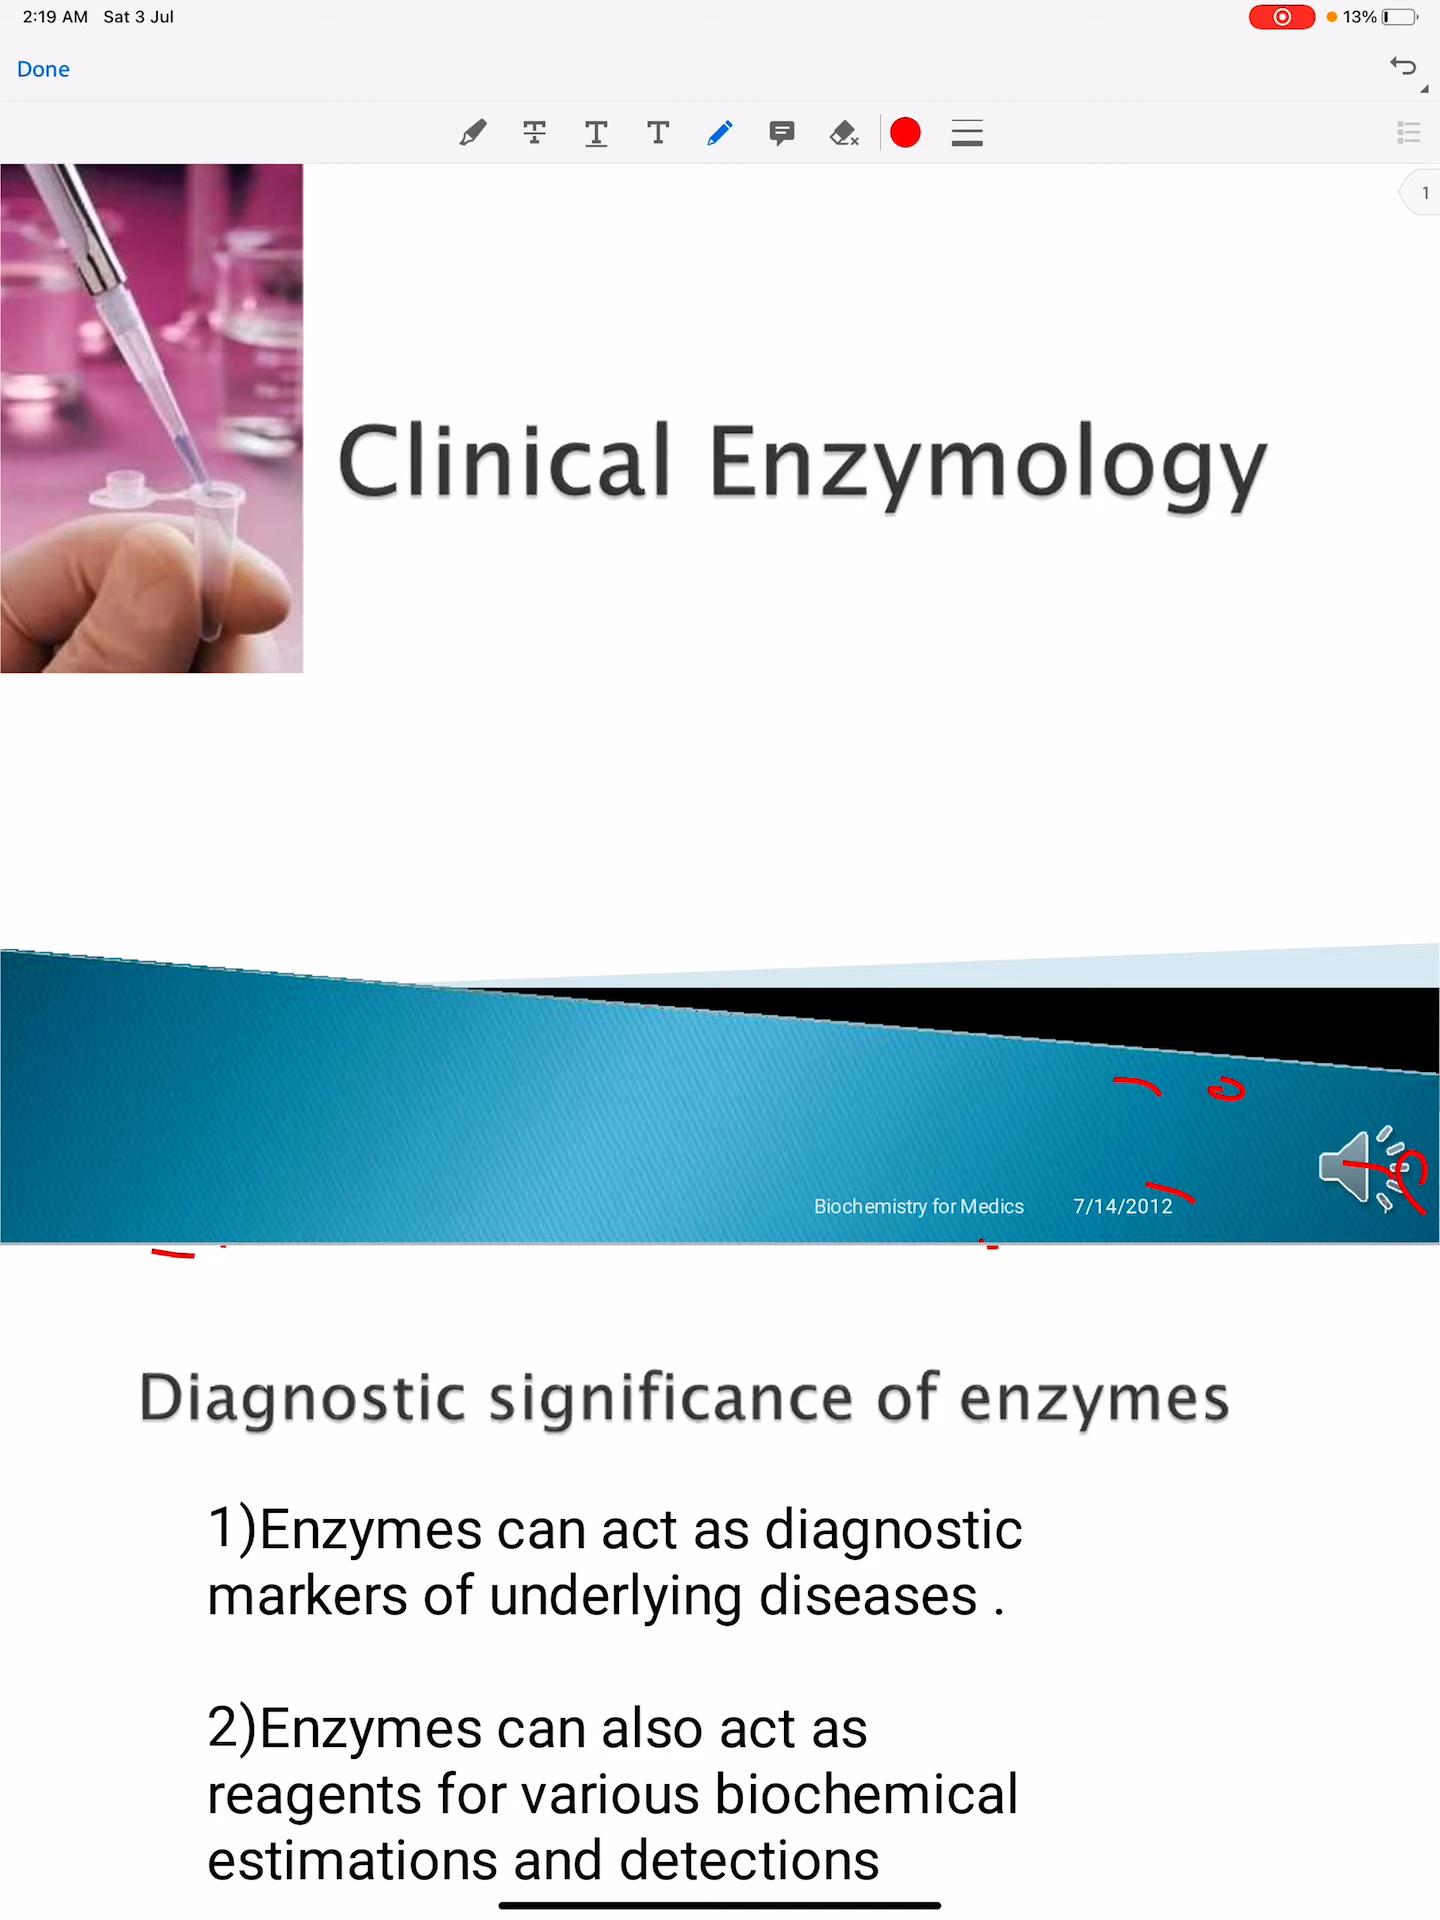 2:19 AM Sat 3 Jul
13%
Done
T T T
1
Clinical Enzymology
Biochemistry for Medics 7/14/2012
Diagnostic significance of enzymes
1)Enzymes can act as diagnostic
markers of underlying diseases .
2)Enzymes can also act as
reagents for various biochemical
estimations and detections